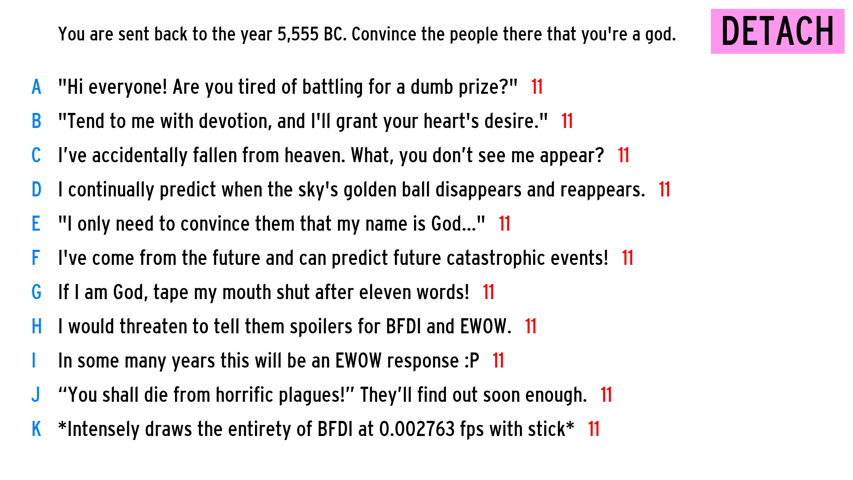 You are sent back to the year 5,555 BC. Convince the people there that you're a god.
DETACH
A "Hi everyone! Are you tired of battling for a dumb prize?" 11
B "Tend to me with devotion, and I'll grant your heart's desire." 11
C I’ve accidentally fallen from heaven. What, you don’t see me appear? 11
D I continually predict when the sky's golden ball disappears and reappears. 11
E "I only need to convince them that my name is God..." 11
F I've come from the future and can predict future catastrophic events! 11
G If I am God, tape my mouth shut after eleven words! 11
H I would threaten to tell them spoilers for BFDI and EWOW. 11
I In some many years this will be an EWOW response :P 11
J “You shall die from horrific plagues!” They’ll find out soon enough. 11
K *Intensely draws the entirety of BFDI at 0.002763 fps with stick* 11